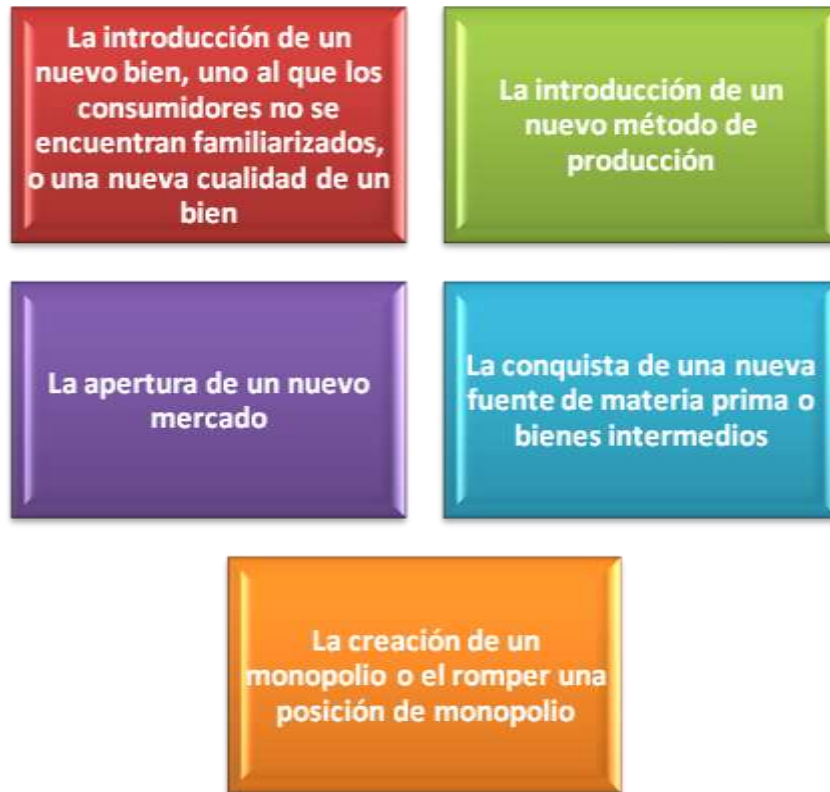 La introducción de un
nuevo bien, uno al que los
consumidores no se
encuentran familiarizados,
o una nueva cualidad de un
bien
La introducción de un
nuevo método de
producción
La apertura de un nuevo
mercado
La conquista de una nueva
fuente de materia prima o
bienes intermedios
La creación de un
monopolio o el romper una
posición de monopolio